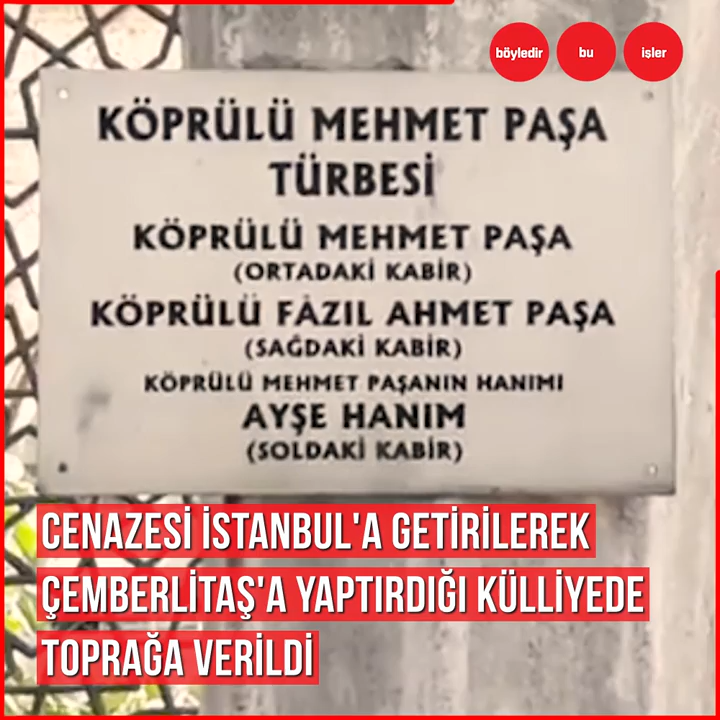 böyledir bu işler
KÖPRÜLÜ MEHMET PAŞA
TÜRBESİ
KÖPRÜLÜ MEHMET PAŞA
(ORTADAKİ KABİR)
KÖPRÜLÜ FÂZIL AHMET PAŞA
(SAĞDAKİ KABİR)
KÖPRÜLÜ MEHMET PAŞANIN HANIMI
AYŞE HANIM
(SOLDAKİ KABİR)
CENAZESİ İSTANBUL'A GETİRİLEREK
ÇEMBERLİTAŞ'A YAPTIRDIĞI KÜLLİYEDE
TOPRAĞA VERİLDİ